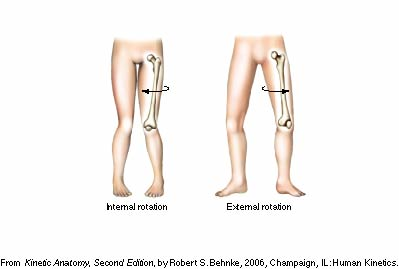 Internal rotation
External rotation
From Kinetic Anatomy, Second Edition, by Robert S. Behnke, 2006, Champaign, IL: Human Kinetics.